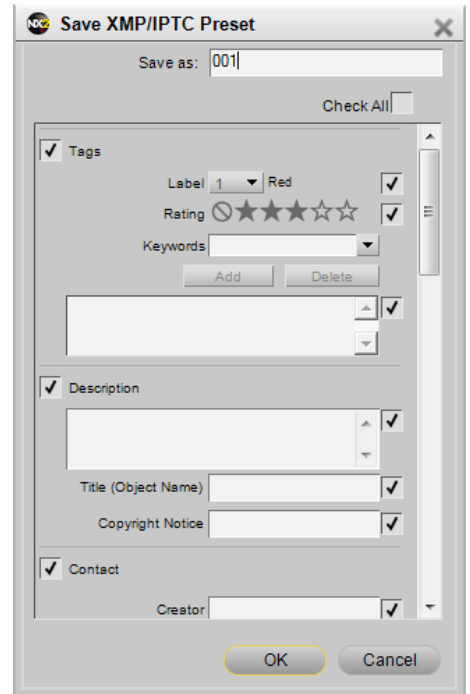 NX2 Save XMP/IPTC Preset
Save as: 001
Check All
Tags
Label 1 Red
Rating
Keywords
Add Delete
Description
Title (Object Name)
Copyright Notice
Contact
Creator
OK Cancel